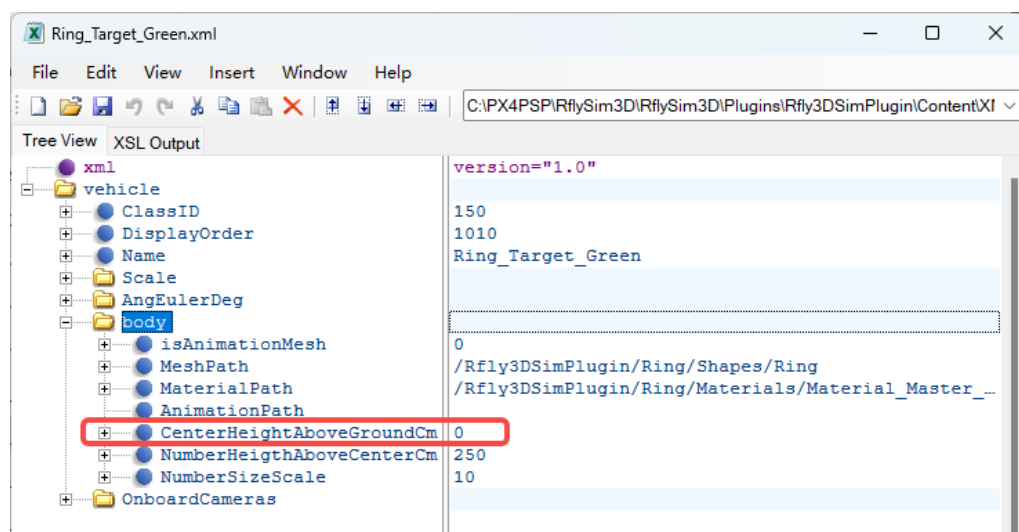 Ring_Target_Green.xml
File Edit View Insert Window Help
C:\PX4PSP\RflySim3D\RflySim3D\Plugins\Rfly3DSimPlugin\Content\XM
Tree View XSL Output
xml version="1.0"
vehicle
ClassID 150
DisplayOrder 1010
Name Ring_Target_Green
Scale
AngEulerDeg
body
isAnimationMesh 0
MeshPath /Rfly3DSimPlugin/Ring/Shapes/Ring
MaterialPath /Rfly3DSimPlugin/Ring/Materials/Material_Master_…
AnimationPath
CenterHeightAboveGroundCm 0
NumberHeigthAboveCenterCm 250
NumberSizeScale 10
OnboardCameras